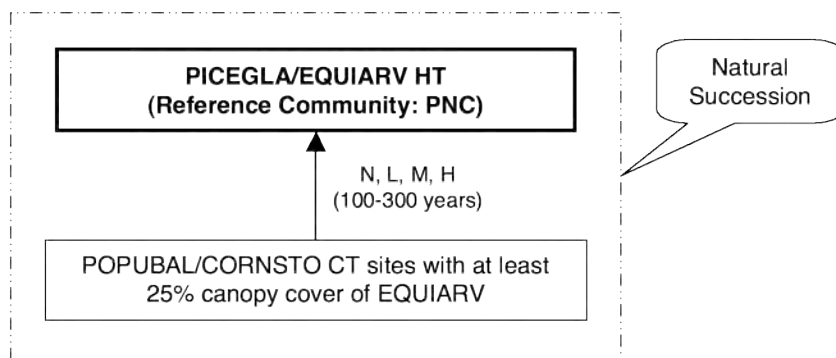 PICEGLA/EQUIARV HT
(Reference Community: PNC)
Natural
Succession
N, L, M, H
(100-300 years)
POPUBAL/CORNSTO CT sites with at least
25% canopy cover of EQUIARV